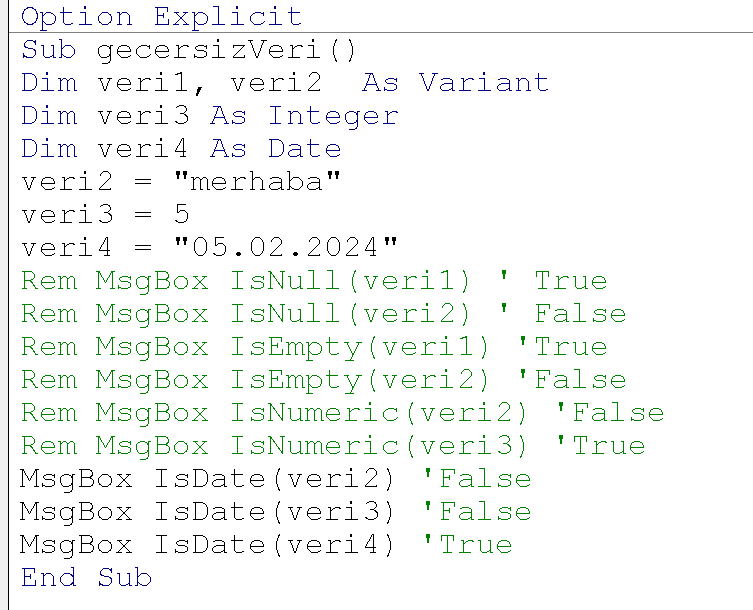 Option Explicit
Sub gecersizVeri()
Dim veri1, veri2  As Variant
Dim veri3 As Integer
Dim veri4 As Date
veri2 = "merhaba"
veri3 = 5
veri4 = "05.02.2024"
Rem MsgBox IsNull(veri1) ' True
Rem MsgBox IsNull(veri2) ' False
Rem MsgBox IsEmpty(veri1) 'True
Rem MsgBox IsEmpty(veri2) 'False
Rem MsgBox IsNumeric(veri2) 'False
Rem MsgBox IsNumeric(veri3) 'True
MsgBox IsDate(veri2) 'False
MsgBox IsDate(veri3) 'False
MsgBox IsDate(veri4) 'True
End Sub